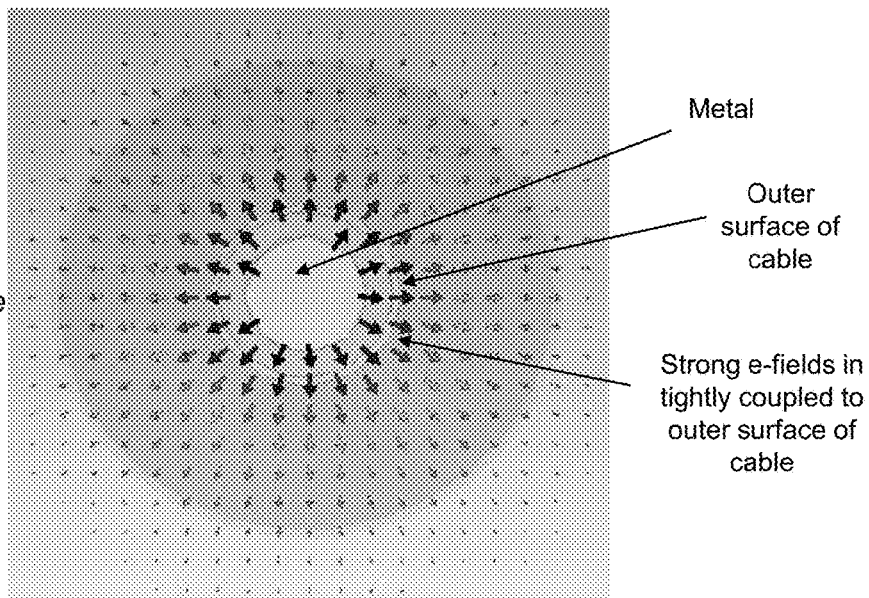 Metal
Outer
surface of
cable
e
Strong e-fields in
tightly coupled to
outer surface of
cable